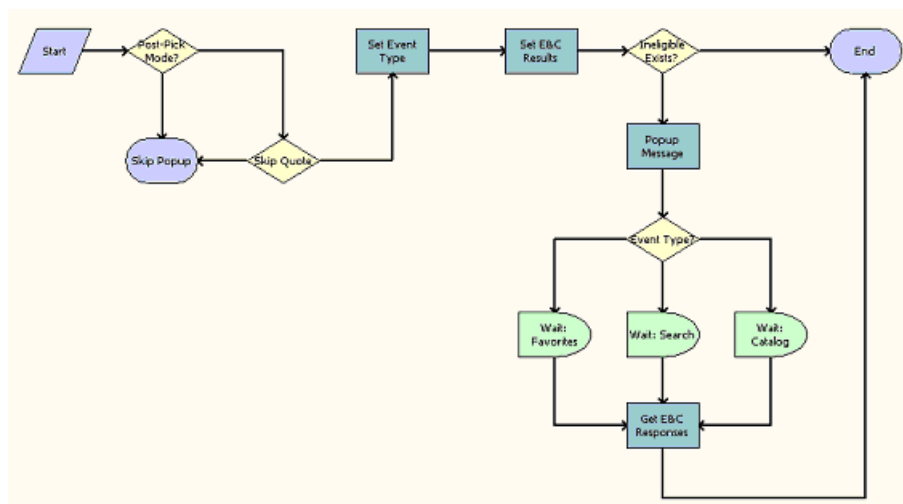 Start
Post-Pick
Mode?
Set Event
Type
Set E&C
Results
Ineligible
Exists?
End
Skip Popup
Skip Quote
Popup
Message
Event Type?
Wait:
Favorites
Wait: Search
Wait:
Catalog
Get E&C
Responses